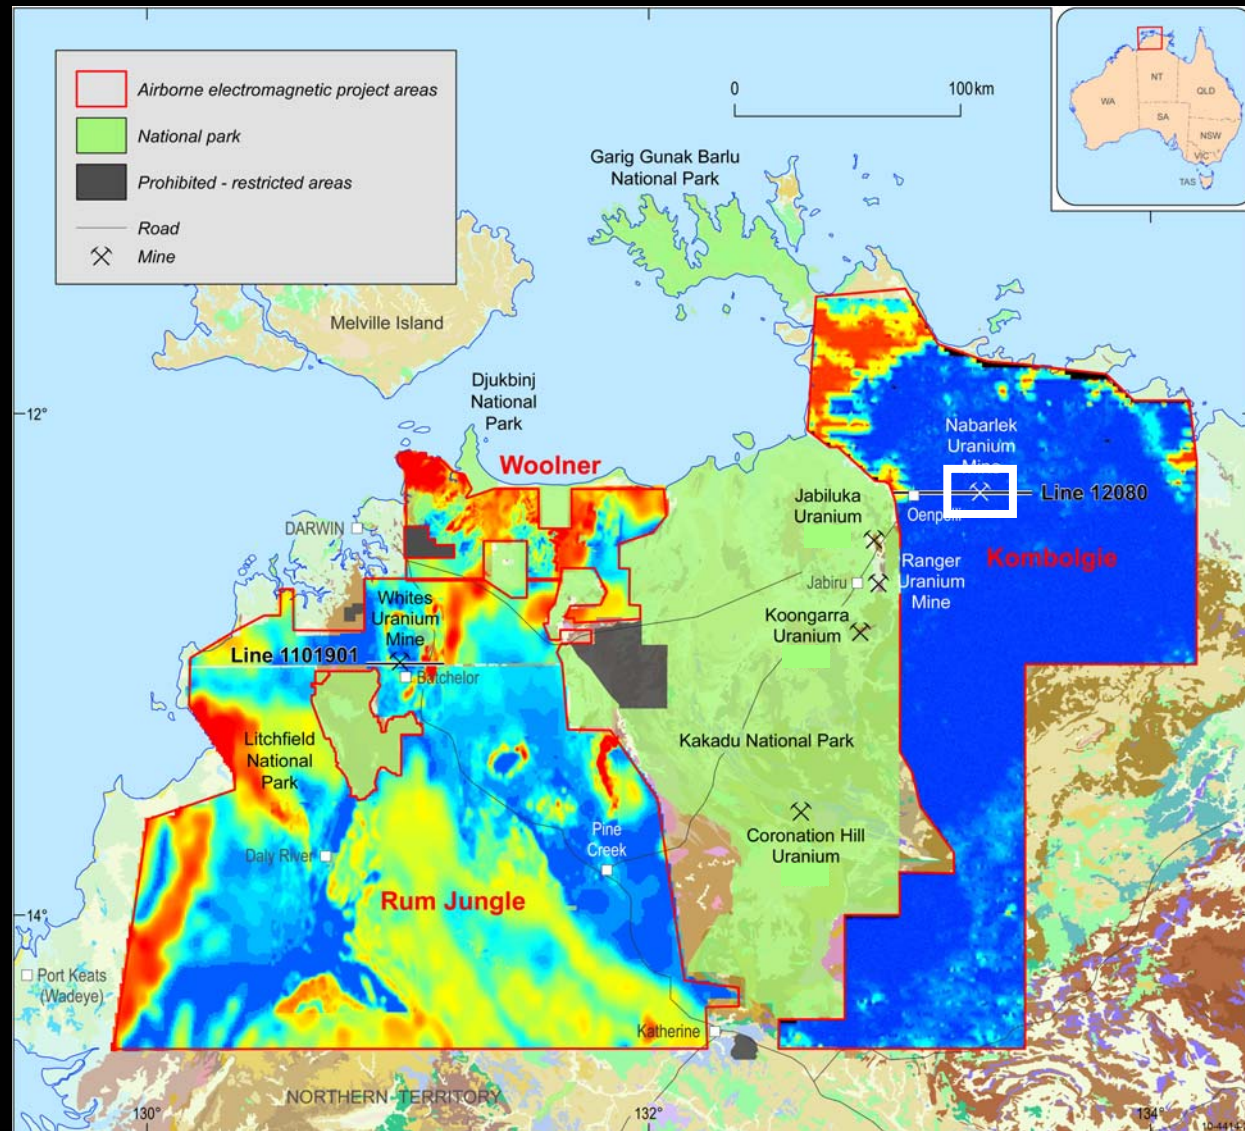 Airborne electromagnetic project areas
National park
Prohibited - restricted areas
Road
Mine
0
100km
WA
NT
QLD
SA
NSW
VIC
TAS
Garig Gunak Barlu
National Park
Melville Island
Djukbinj
National
Park
12°
Woolner
Nabarlek
Uranium
Mine
Line 12080
Oenpelli
Jabiluka
Uranium
DARWIN
Kombolgie
Ranger
Uranium
Mine
Jabiru
Whites
Uranium
Mine
Koongarra
Uranium
Line 1101901
Batchelor
Litchfield
National
Park
Kakadu National Park
Pine
Creek
Coronation Hill
Uranium
Daly River
Rum Jungle
14°
Port Keats
(Wadeye)
Katherine
NORTHERN TERRITORY
130°
132°
134°